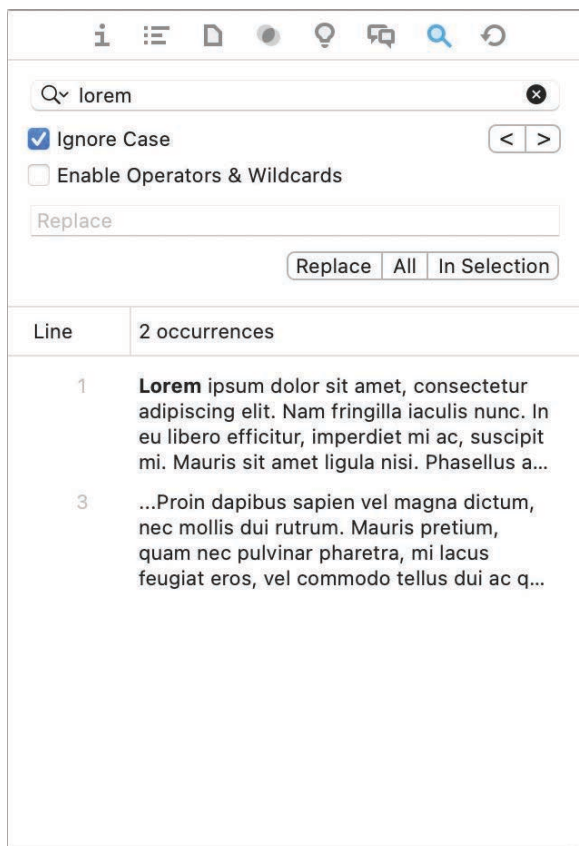 lorem
Ignore Case
< >
Enable Operators & Wildcards
Replace
Replace All In Selection
Line 2 occurrences
1 Lorem ipsum dolor sit amet, consectetur
adipiscing elit. Nam fringilla iaculis nunc. In
eu libero efficitur, imperdiet mi ac, suscipit
mi. Mauris sit amet ligula nisi. Phasellus a...
3 ...Proin dapibus sapien vel magna dictum,
nec mollis dui rutrum. Mauris pretium,
quam nec pulvinar pharetra, mi lacus
feugiat eros, vel commodo tellus dui ac q...